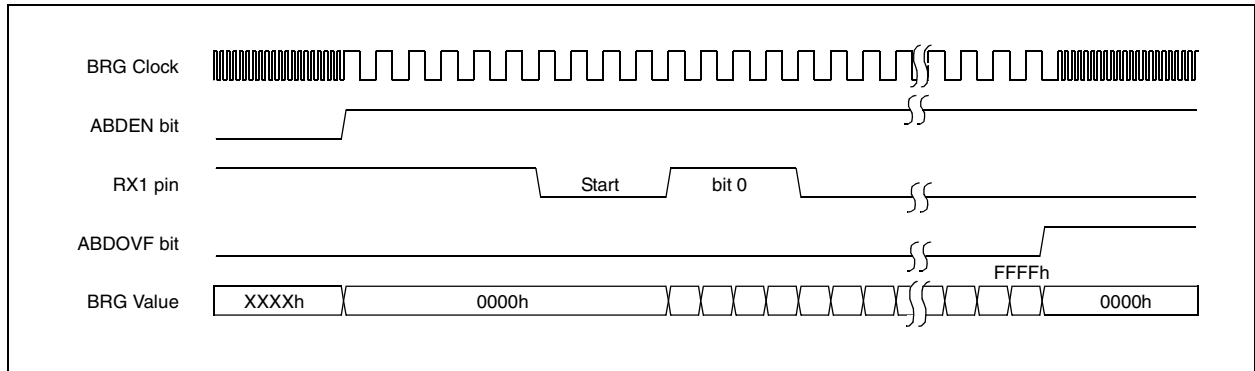 BRG Clock
ABDEN bit
RX1 pin
Start
bit 0
ABDOVF bit
FFFFh
BRG Value
XXXXh
0000h
0000h